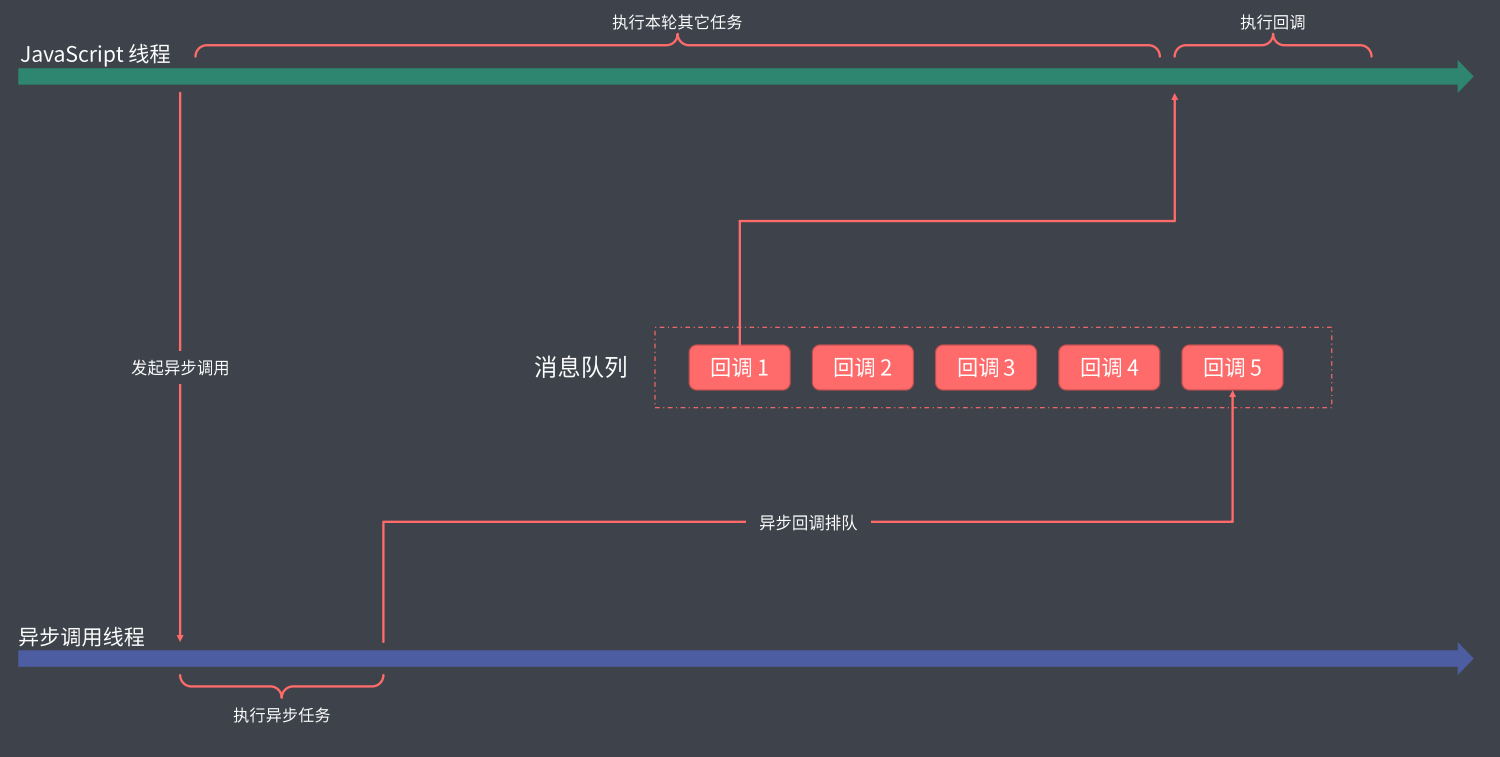 执行本轮其它任务
执行回调
JavaScript 线程
发起异步调用
消息队列
回调 1
回调 2
回调 3
回调 4
回调 5
异步回调排队
异步调用线程
执行异步任务